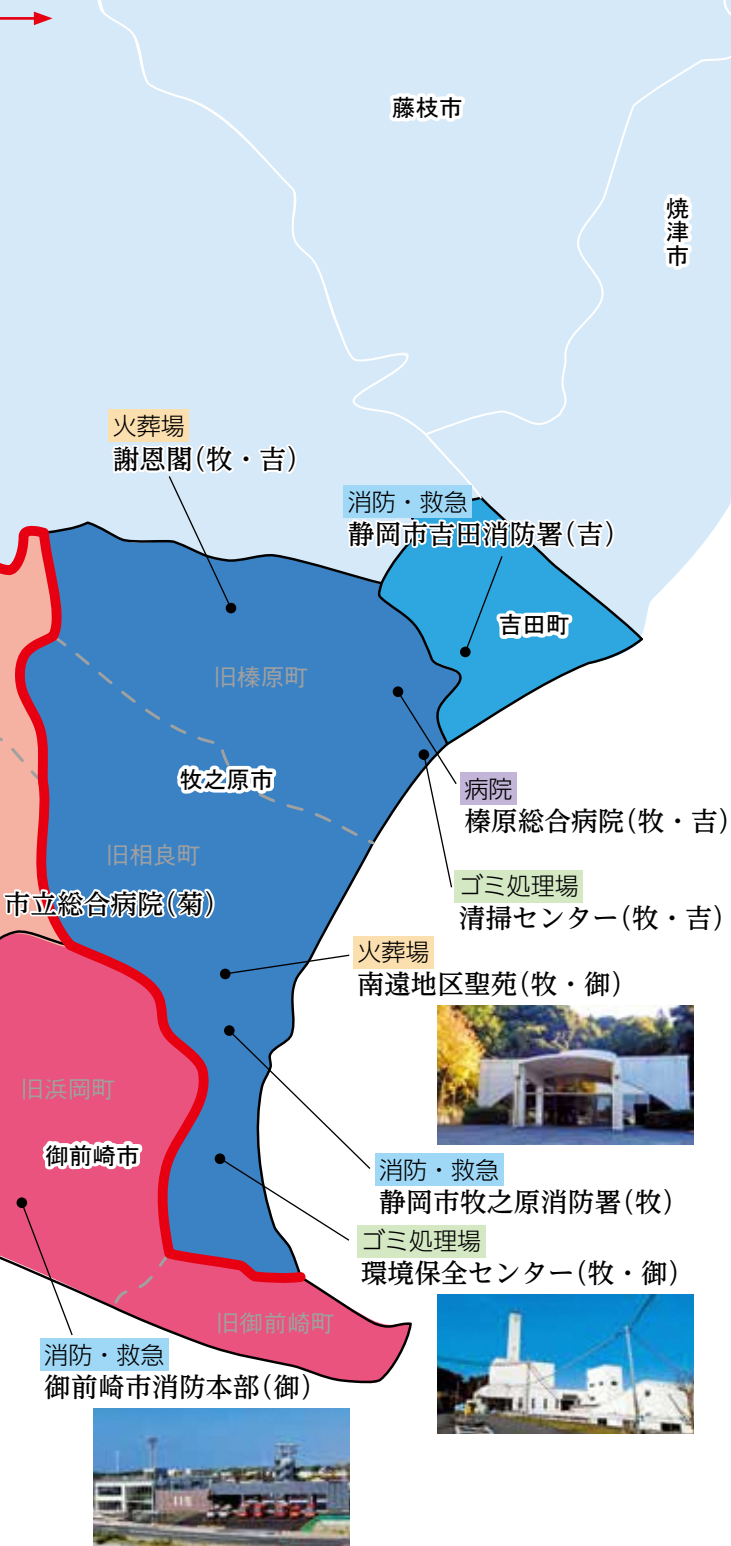 藤枝市
焼津市
火葬場
謝恩閣(牧・吉)
消防・救急
静岡市吉田消防署(吉)
吉田町
旧榛原町
牧之原市
病院
榛原総合病院(牧・吉)
旧相良町
ゴミ処理場
清掃センター(牧・吉)
市立総合病院(菊)
火葬場
南遠地区聖苑(牧・御)
旧浜岡町
御前崎市
消防・救急
静岡市牧之原消防署(牧)
ゴミ処理場
環境保全センター(牧・御)
旧御前崎町
消防・救急
御前崎市消防本部(御)